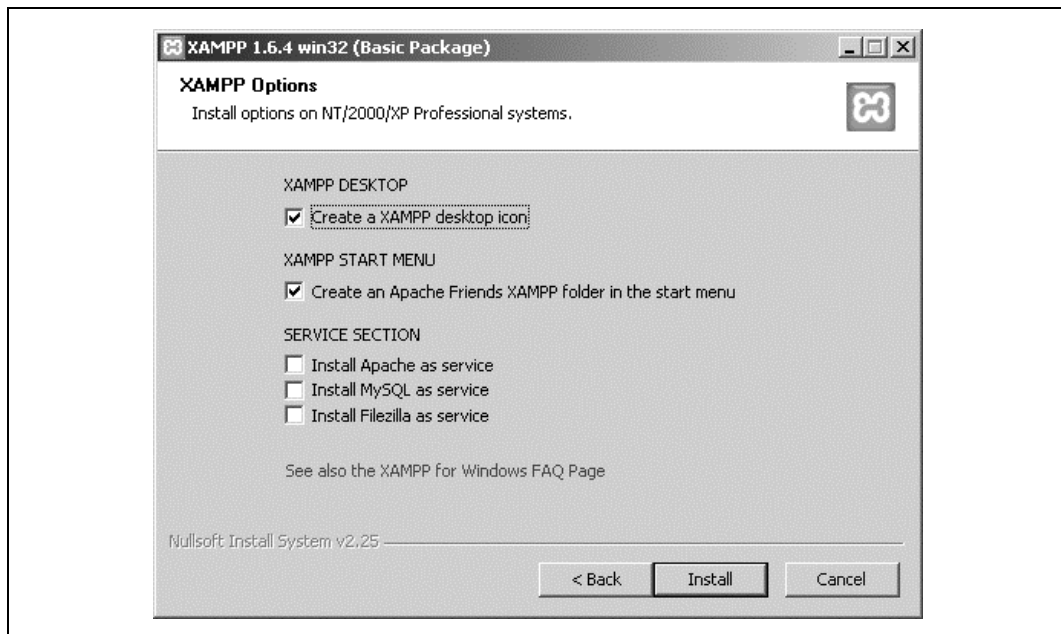 XAMPP 1.6.4 win32 (Basic Package)
XAMPP Options
Install options on NT/2000/XP Professional systems.
XAMPP DESKTOP
Create a XAMPP desktop icon
XAMPP START MENU
Create an Apache Friends XAMPP folder in the start menu
SERVICE SECTION
Install Apache as service
Install MySQL as service
Install Filezilla as service
See also the XAMPP for Windows FAQ Page
Nullsoft Install System v2.25
< Back Install Cancel